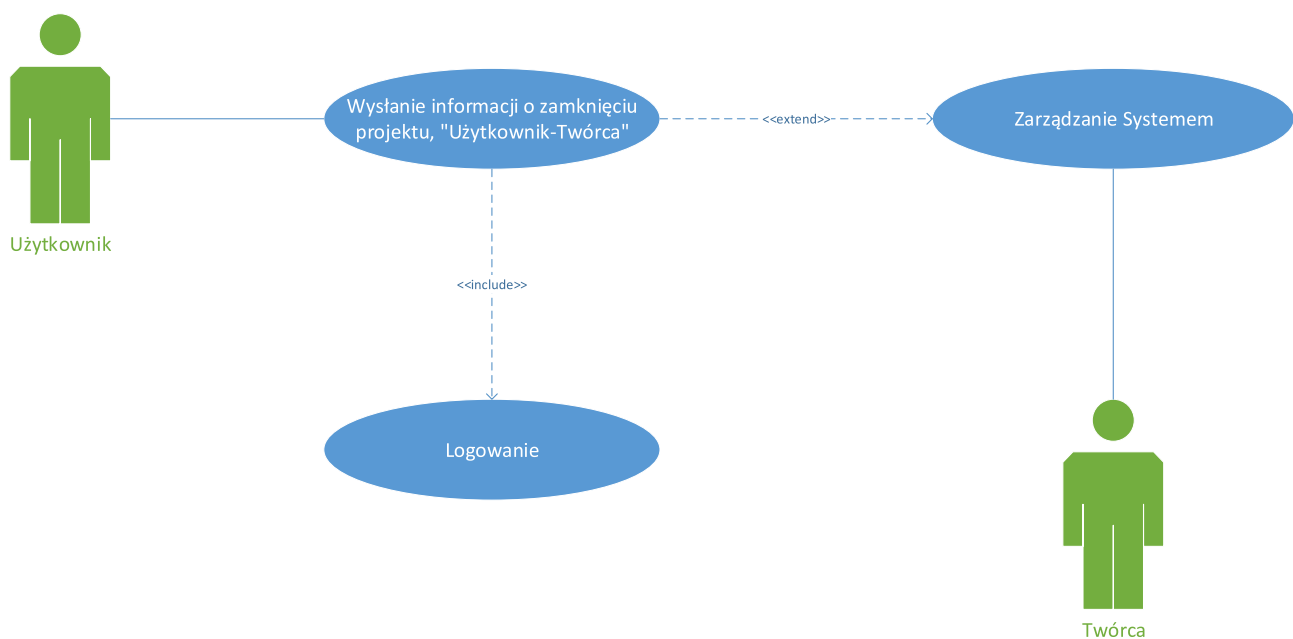 Wysłanie informacji o zamknięciu
projektu, "Użytkownik-Twórca"
<<extend>>
Zarządzanie Systemem
Użytkownik
<<include>>
Logowanie
Twórca